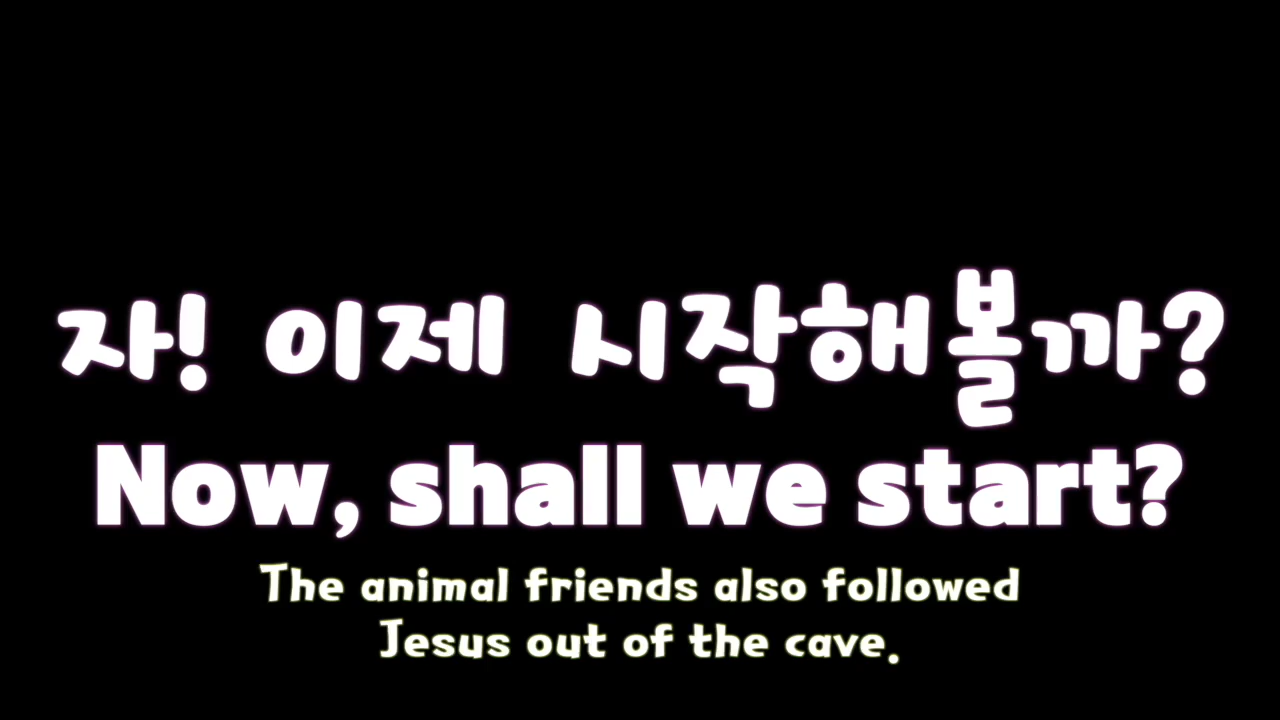 자! 이제 시작해볼까?
Now, shall we start?
The animal friends also followed
Jesus out of the cave.